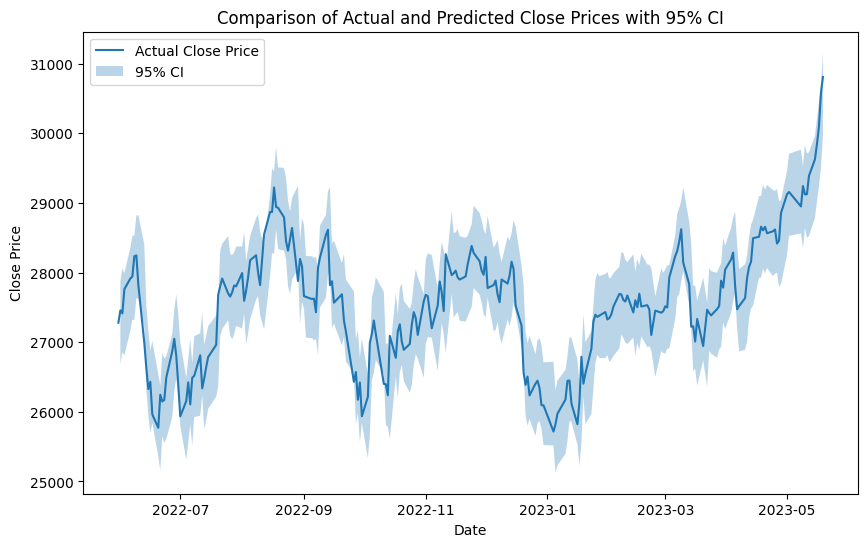 Comparison of Actual and Predicted Close Prices with 95% CI
Actual Close Price
95% CI
Close Price
31000
30000
29000
28000
27000
26000
25000
2022-07
2022-09
2022-11
2023-01
2023-03
2023-05
Date